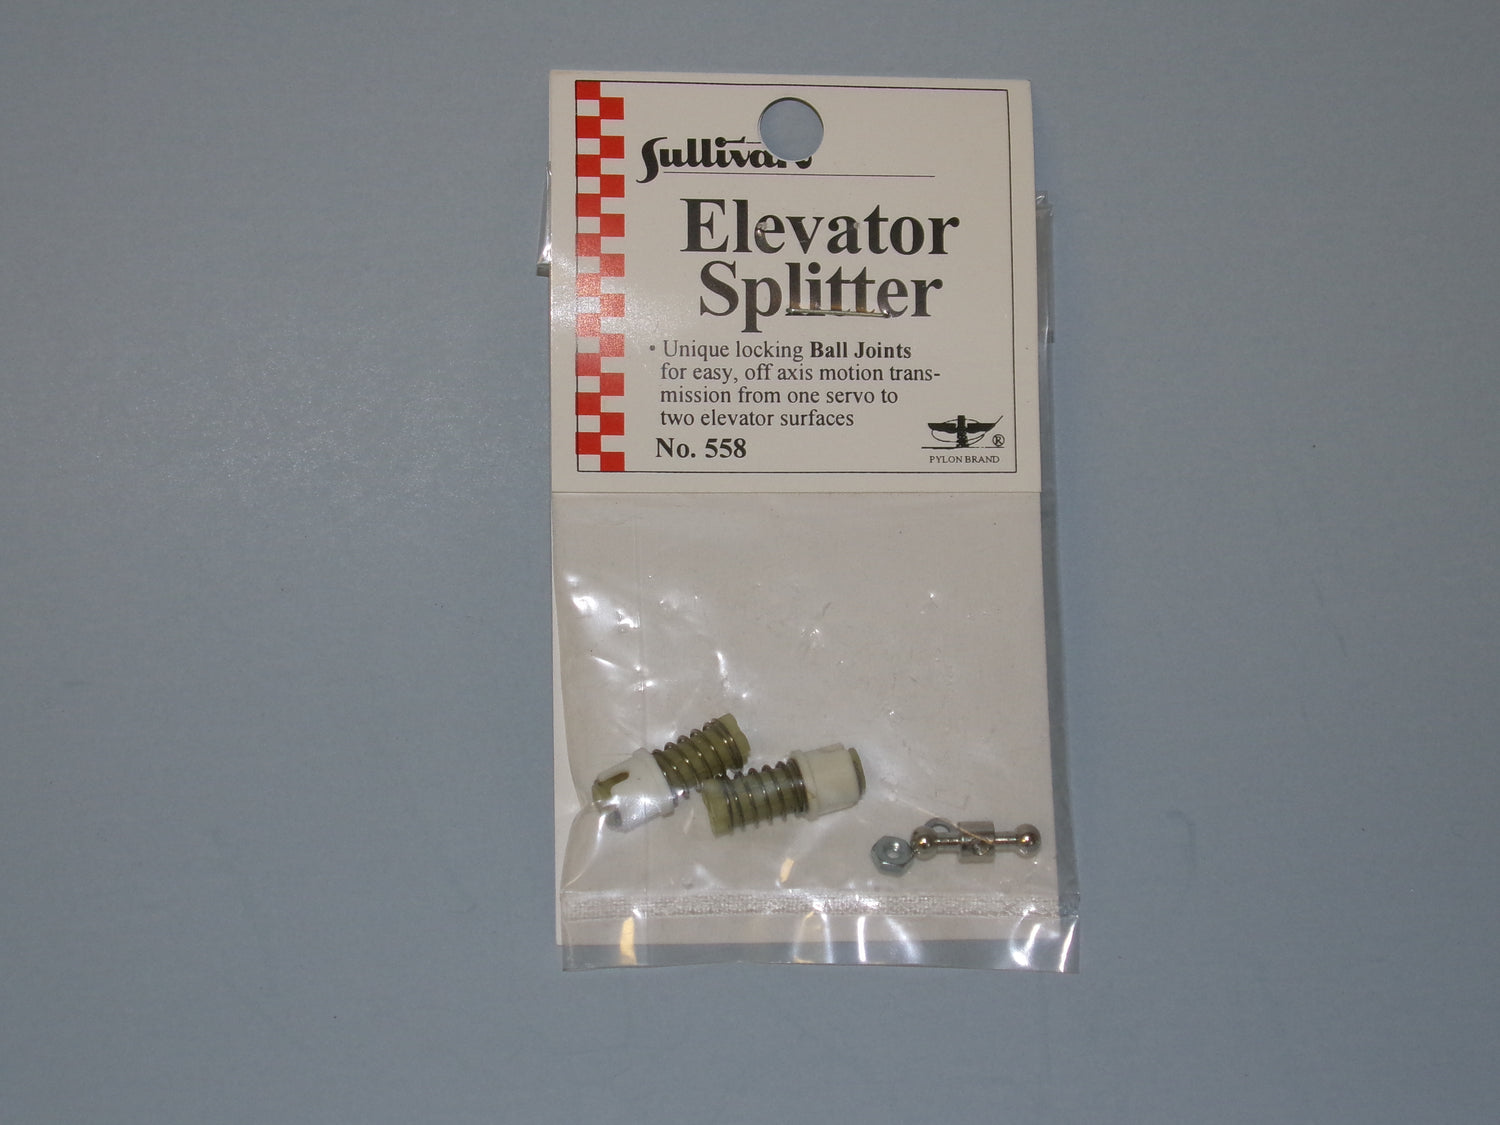 Sullivan
Elevator
Splitter
• Unique locking Ball Joints
for easy, off axis motion trans-
mission from one servo to
two elevator surfaces
No. 558
®
PYLON BRAND